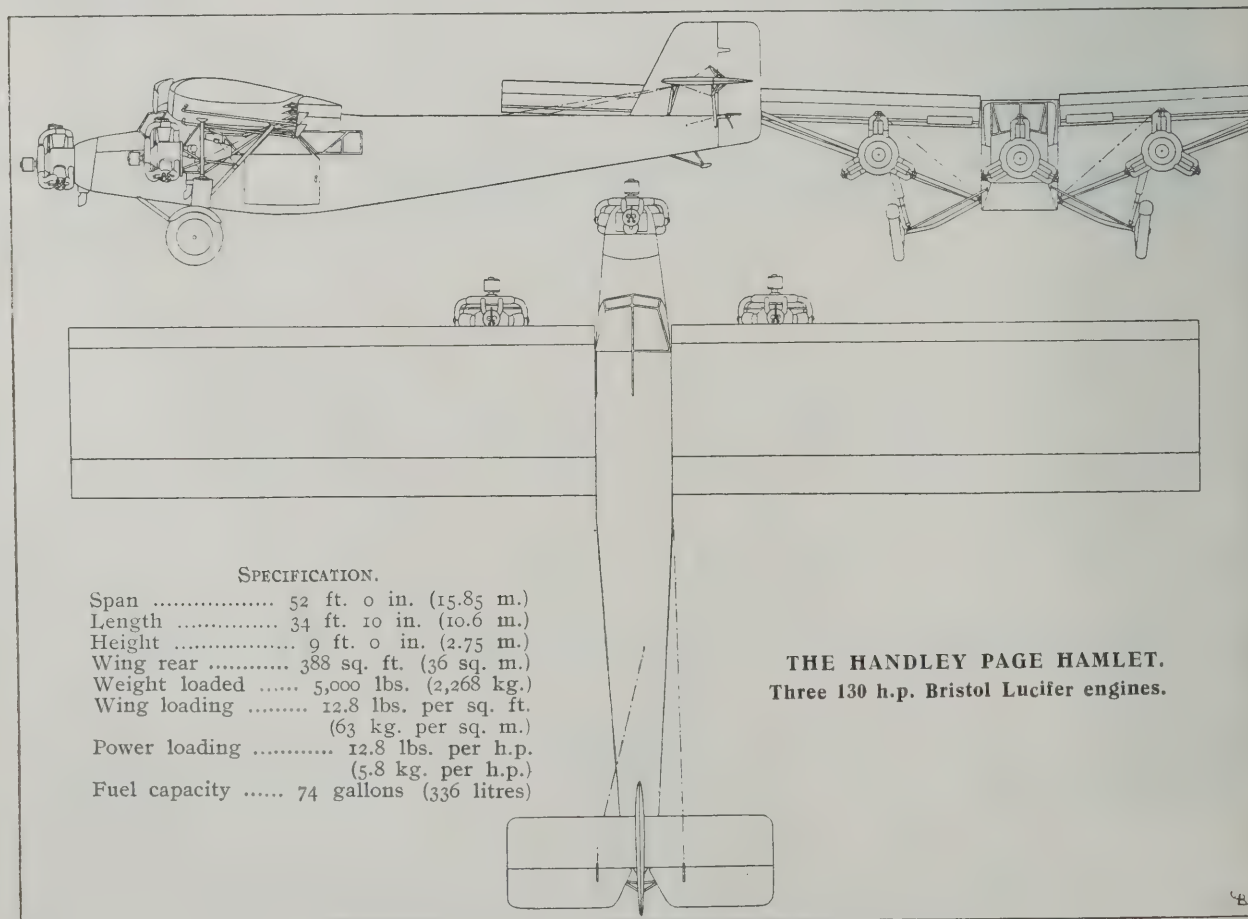 SPECIFICATION.
Span .................. 52 ft. 0 in. (15.85 m.)
Length ............... 34 ft. 10 in. (10.6 m.)
Height ................ 9 ft. 0 in. (2.75 m.)
Wing rear ........... 388 sq. ft. (36 sq. m.)
Weight loaded ...... 5,000 lbs. (2,268 kg.)
Wing loading ......... 12.8 lbs. per sq. ft.
(63 kg. per sq. m.)
Power loading ............ 12.8 lbs. per h.p.
(5.8 kg. per h.p.)
Fuel capacity ...... 74 gallons (336 litres)
THE HANDLEY PAGE HAMLET.
Three 130 h.p. Bristol Lucifer engines.